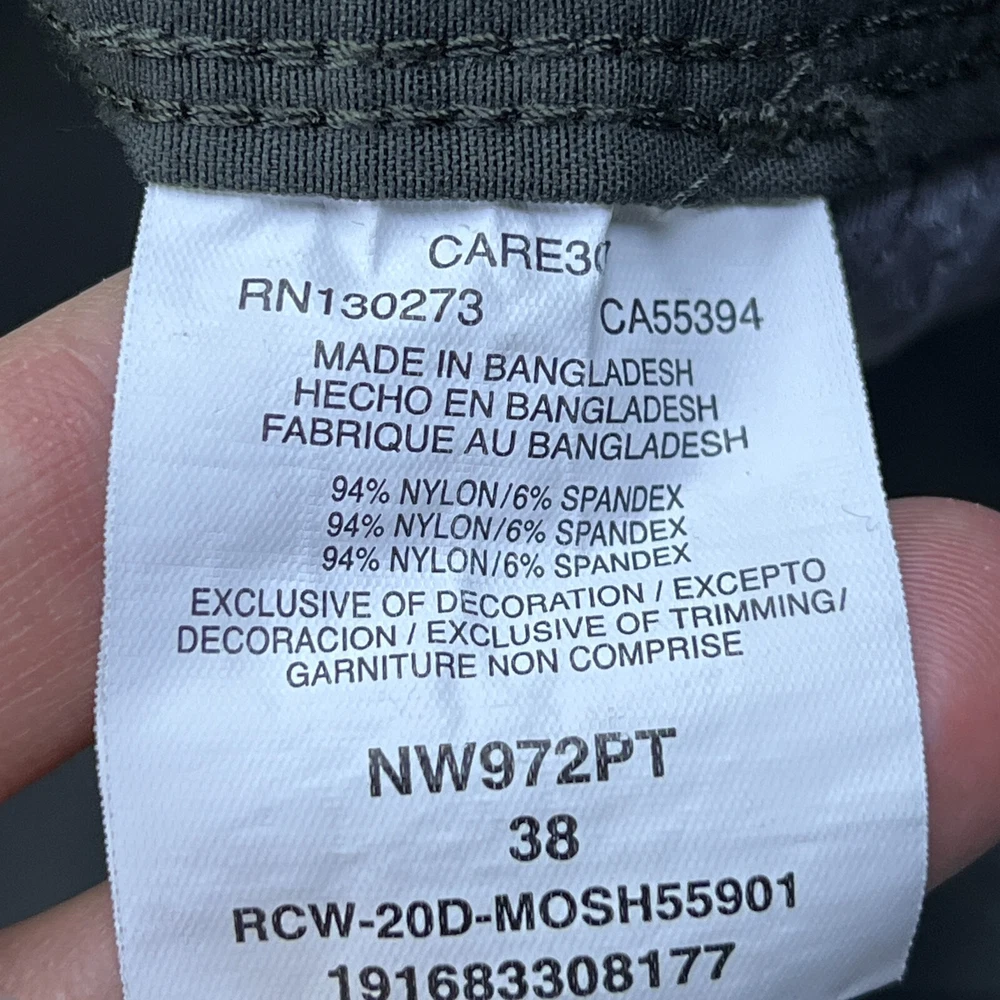 RN130273 CA55394
MADE IN BANGLADESH
HECHO EN BANGLADESH
FABRIQUE AU BANGLADESH
94% NYLON/6% SPANDEX
94% NYLON/6% SPANDEX
94% NYLON/6% SPANDEX
EXCLUSIVE OF DECORATION / EXCEPTO
DECORACION / EXCLUSIVE OF TRIMMING/
GARNITURE NON COMPRISE
NW972PT
38
RCW-20D-MOSH55901
191683308177